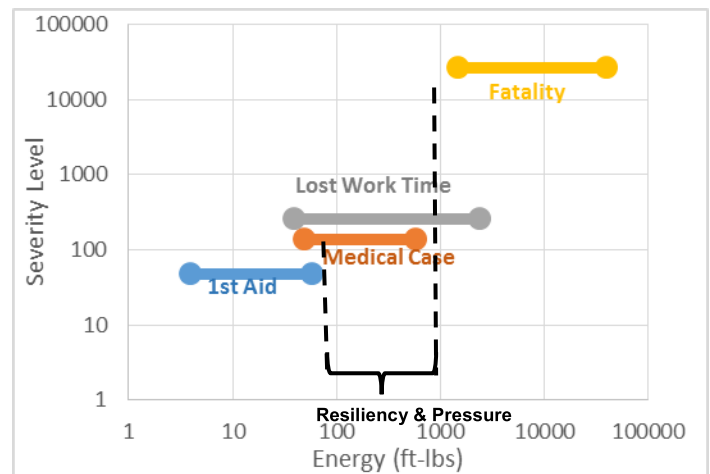 100000
10000
1000
100
10
1
Severity Level
Fatality
Lost Work Time
Medical Case
1st Aid
Resiliency & Pressure
1 10 100 1000 10000 100000
Energy (ft-lbs)